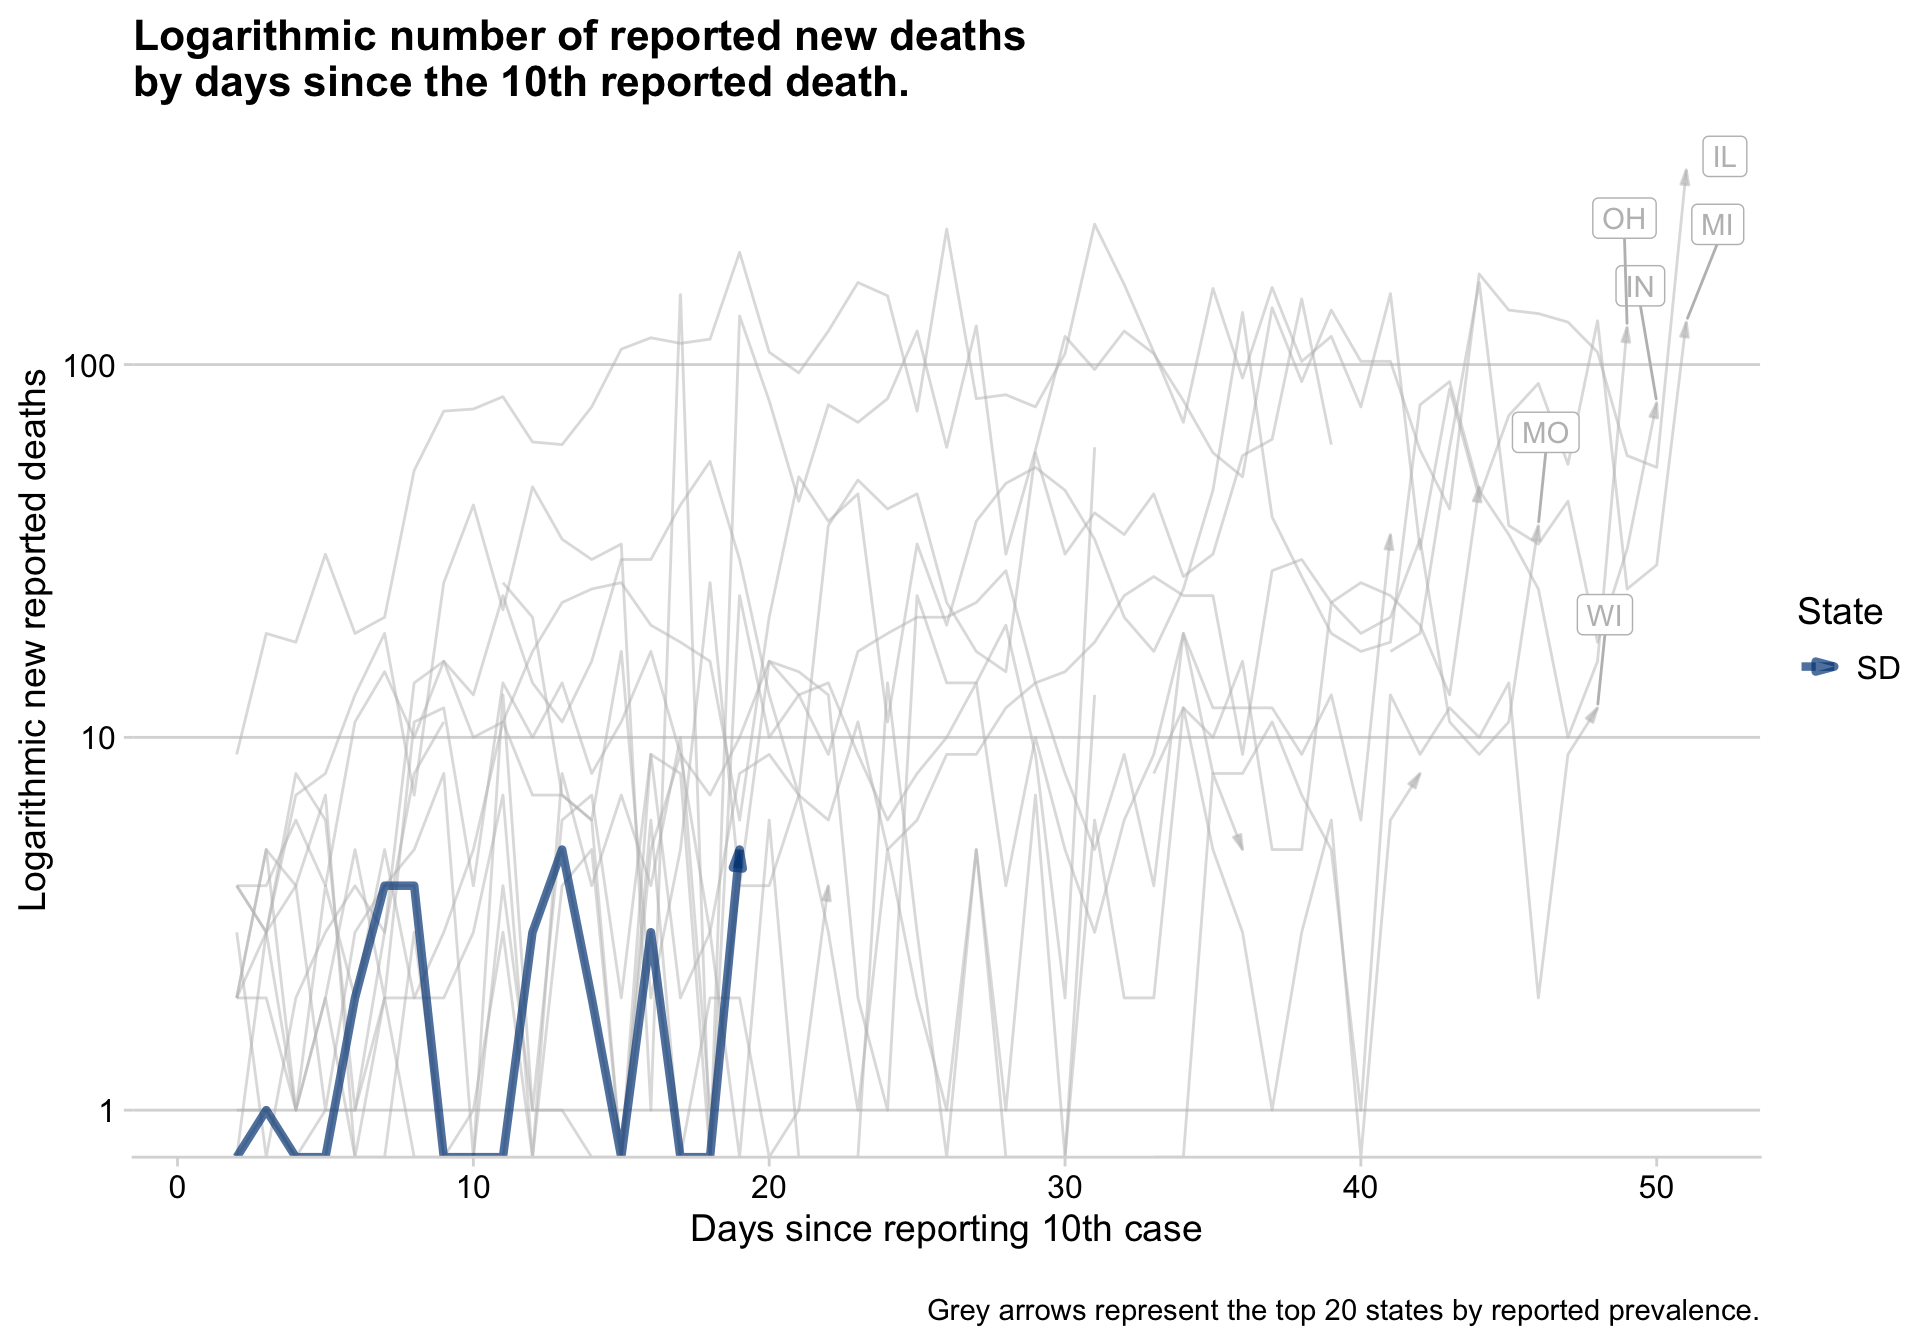 Logarithmic number of reported new deaths
by days since the 10th reported death.
IL
OH
MI
IN
100
MO
Logarithmic new reported deaths
State
WI
SD
10
1
0 10 20 30 40 50
Days since reporting 10th case
Grey arrows represent the top 20 states by reported prevalence.